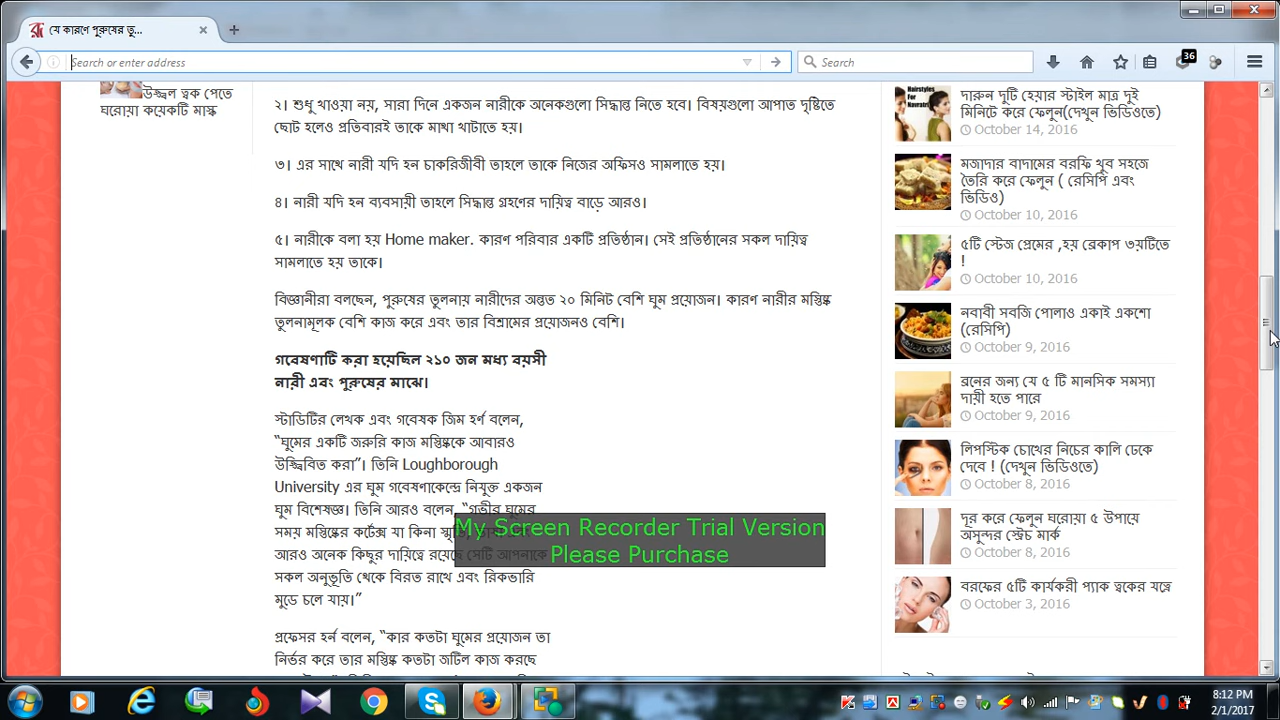 যে কারণে পুরুষের তু...
Search or enter address
Search
36
উজ্জ্বল ত্বক পেতে
ঘরোয়া কয়েকটি মাস্ক
২। শুধু খাওয়া নয়, সারা দিনে একজন নারীকে অনেকগুলো সিদ্ধান্ত নিতে হবে। বিষয়গুলো আপাত দৃষ্টিতে
ছোট হলেও প্রতিবারই তাকে মাথা খাটাতে হয়।
৩। এর সাথে নারী যদি হন চাকরিজীবী তাহলে তাকে নিজের অফিসও সামলাতে হয়।
৪। নারী যদি হন ব্যবসায়ী তাহলে সিদ্ধান্ত গ্রহণের দায়িত্ব বাড়ে আরও।
৫। নারীকে বলা হয় Home maker. কারণ পরিবার একটি প্রতিষ্ঠান। সেই প্রতিষ্ঠানের সকল দায়িত্ব
সামলাতে হয় তাকে।
বিজ্ঞানীরা বলছেন, পুরুষের তুলনায় নারীদের অন্তত ২০ মিনিট বেশি ঘুম প্রয়োজন। কারণ নারীর মস্তিষ্ক
তুলনামূলক বেশি কাজ করে এবং তার বিশ্রামের প্রয়োজনও বেশি।
গবেষণাটি করা হয়েছিল ২১০ জন মধ্য বয়সী
নারী এবং পুরুষের মাঝে।
স্টাডিটির লেখক এবং গবেষক জিম হর্ণ বলেন,
“ঘুমের একটি জরুরি কাজ মস্তিষ্ককে আবারও
উজ্জিবিত করা”। তিনি Loughborough
University এর ঘুম গবেষণাকেন্দ্রে নিযুক্ত একজন
ঘুম বিশেষজ্ঞ। তিনি আরও বলেন, “গভীর ঘুমের
সময় মস্তিষ্কের কর্টেক্স যা কিনা
আরও অনেক কিছুর দায়িত্বে রয়েছে সেটি আপনাকে
সকল অনুভূতি থেকে বিরত রাখে এবং রিকভারি
মুডে চলে যায়।”
প্রফেসর হর্ন বলেন, “কার কতটা ঘুমের প্রয়োজন তা
নির্ভর করে তার মস্তিষ্ক কতটা জটিল কাজ করছে
My Screen Recorder Trial Version
Please Purchase
দারুন দুটি হেয়ার স্টাইল মাত্র দুই
মিনিটে করে ফেলুন(দেখুন ভিডিওতে)
October 14, 2016
মজাদার বাদামের বরফি খুব সহজে
তৈরি করে ফেলুন ( রেসিপি এবং
ভিডিও)
October 10, 2016
৫টি স্টেজ প্রেমের ,হয় ব্রেকাপ ৩য়টিতে
!
October 10, 2016
নবাবী সবজি পোলাও একাই একশো
(রেসিপি)
October 9, 2016
ব্রনের জন্য যে ৫ টি মানসিক সমস্যা
দায়ী হতে পারে
October 9, 2016
লিপস্টিক চোখের নিচের কালি ঢেকে
দেবে ! (দেখুন ভিডিওতে)
October 8, 2016
দূর করে ফেলুন ঘরোয়া ৫ উপায়ে
অসুন্দর স্ট্রেচ মার্ক
October 8, 2016
বরফের ৫টি কার্যকরী প্যাক ত্বকের যত্নে
October 3, 2016
8:12 PM
2/1/2017